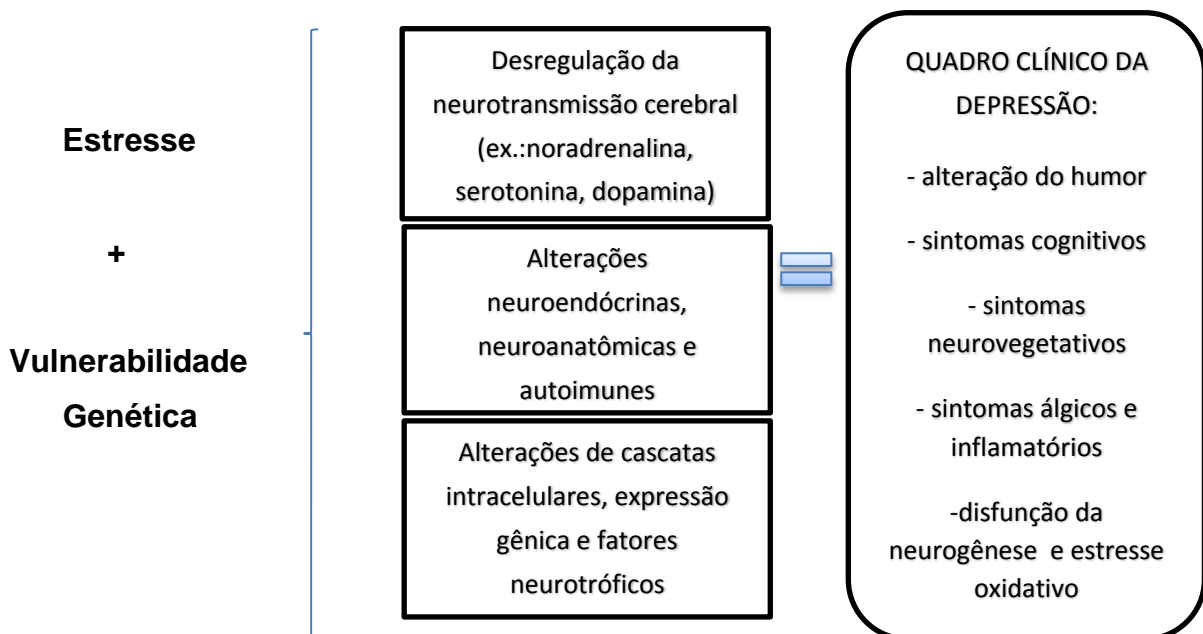 Estresse
+
Vulnerabilidade
Genética
Desregulação da
neurotransmissão cerebral
(ex.:noradrenalina,
serotonina, dopamina)
Alterações
neuroendócrinas,
neuroanatômicas e
autoimunes
Alterações de cascatas
intracelulares, expressão
gênica e fatores
neurotróficos
QUADRO CLÍNICO DA
DEPRESSÃO:
- alteração do humor
- sintomas cognitivos
- sintomas
neurovegetativos
- sintomas álgicos e
inflamatórios
-disfunção da
neurogênese e estresse
oxidativo